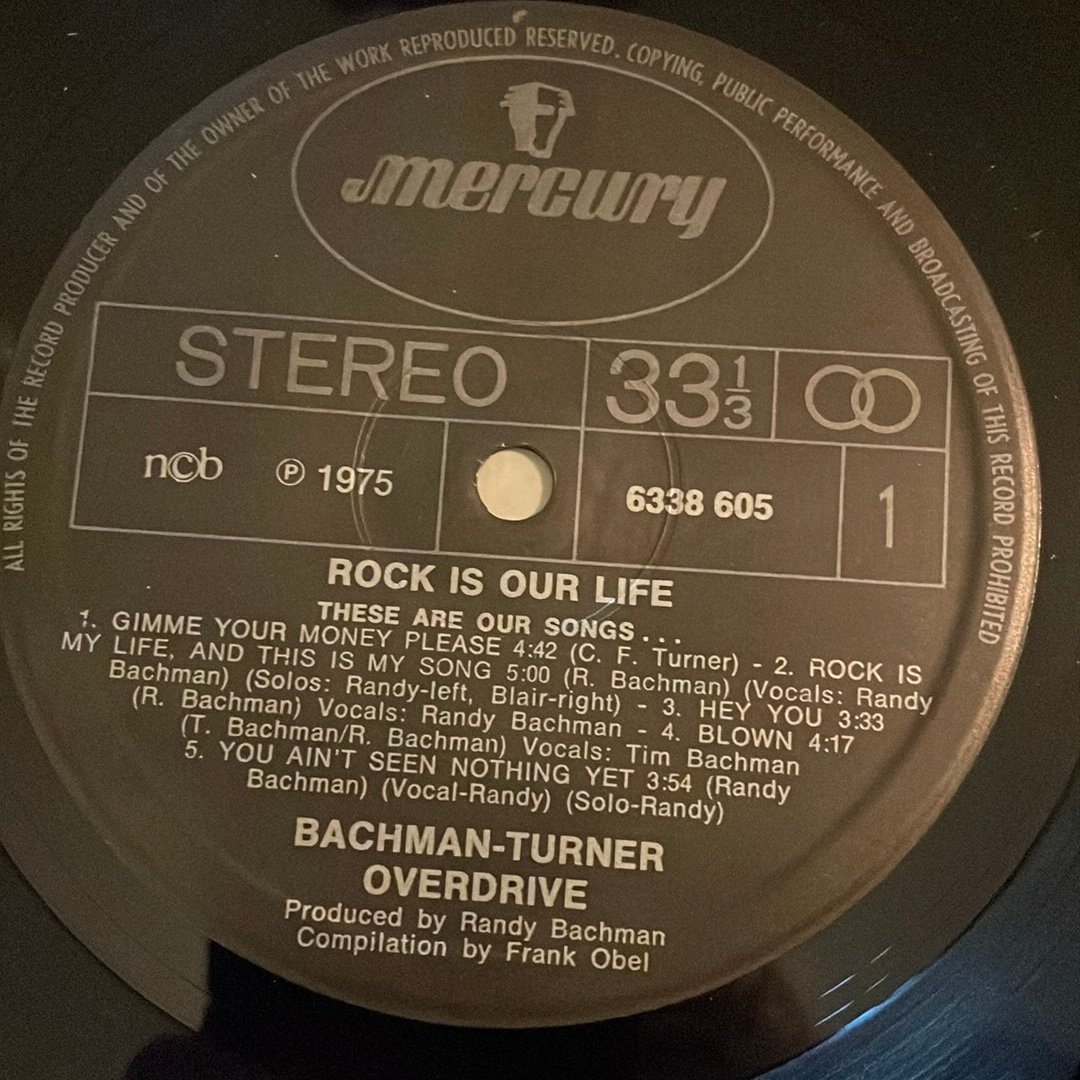 ALL RIGHTS OF THE RECORD PRODUCER AND OF THE OWNER OF THE WORK REPRODUCED RESERVED. COPYING, PUBLIC PERFORMANCE AND BROADCASTING OF THIS RECORD PROHIBITED
mercury
STEREO 33 1/3
ncb ℗ 1975 6338 605 1
ROCK IS OUR LIFE
THESE ARE OUR SONGS...
1. GIMME YOUR MONEY PLEASE 4:42 (C. F. Turner) - 2. ROCK IS
MY LIFE, AND THIS IS MY SONG 5:00 (R. Bachman) (Vocals: Randy
Bachman) (Solos: Randy-left, Blair-right) - 3. HEY YOU 3:33
(R. Bachman) Vocals: Randy Bachman - 4. BLOWN 4:17
(T. Bachman/R. Bachman) Vocals: Tim Bachman
5. YOU AIN'T SEEN NOTHING YET 3:54 (Randy
Bachman) (Vocal-Randy) (Solo-Randy)
BACHMAN-TURNER
OVERDRIVE
Produced by Randy Bachman
Compilation by Frank Obel